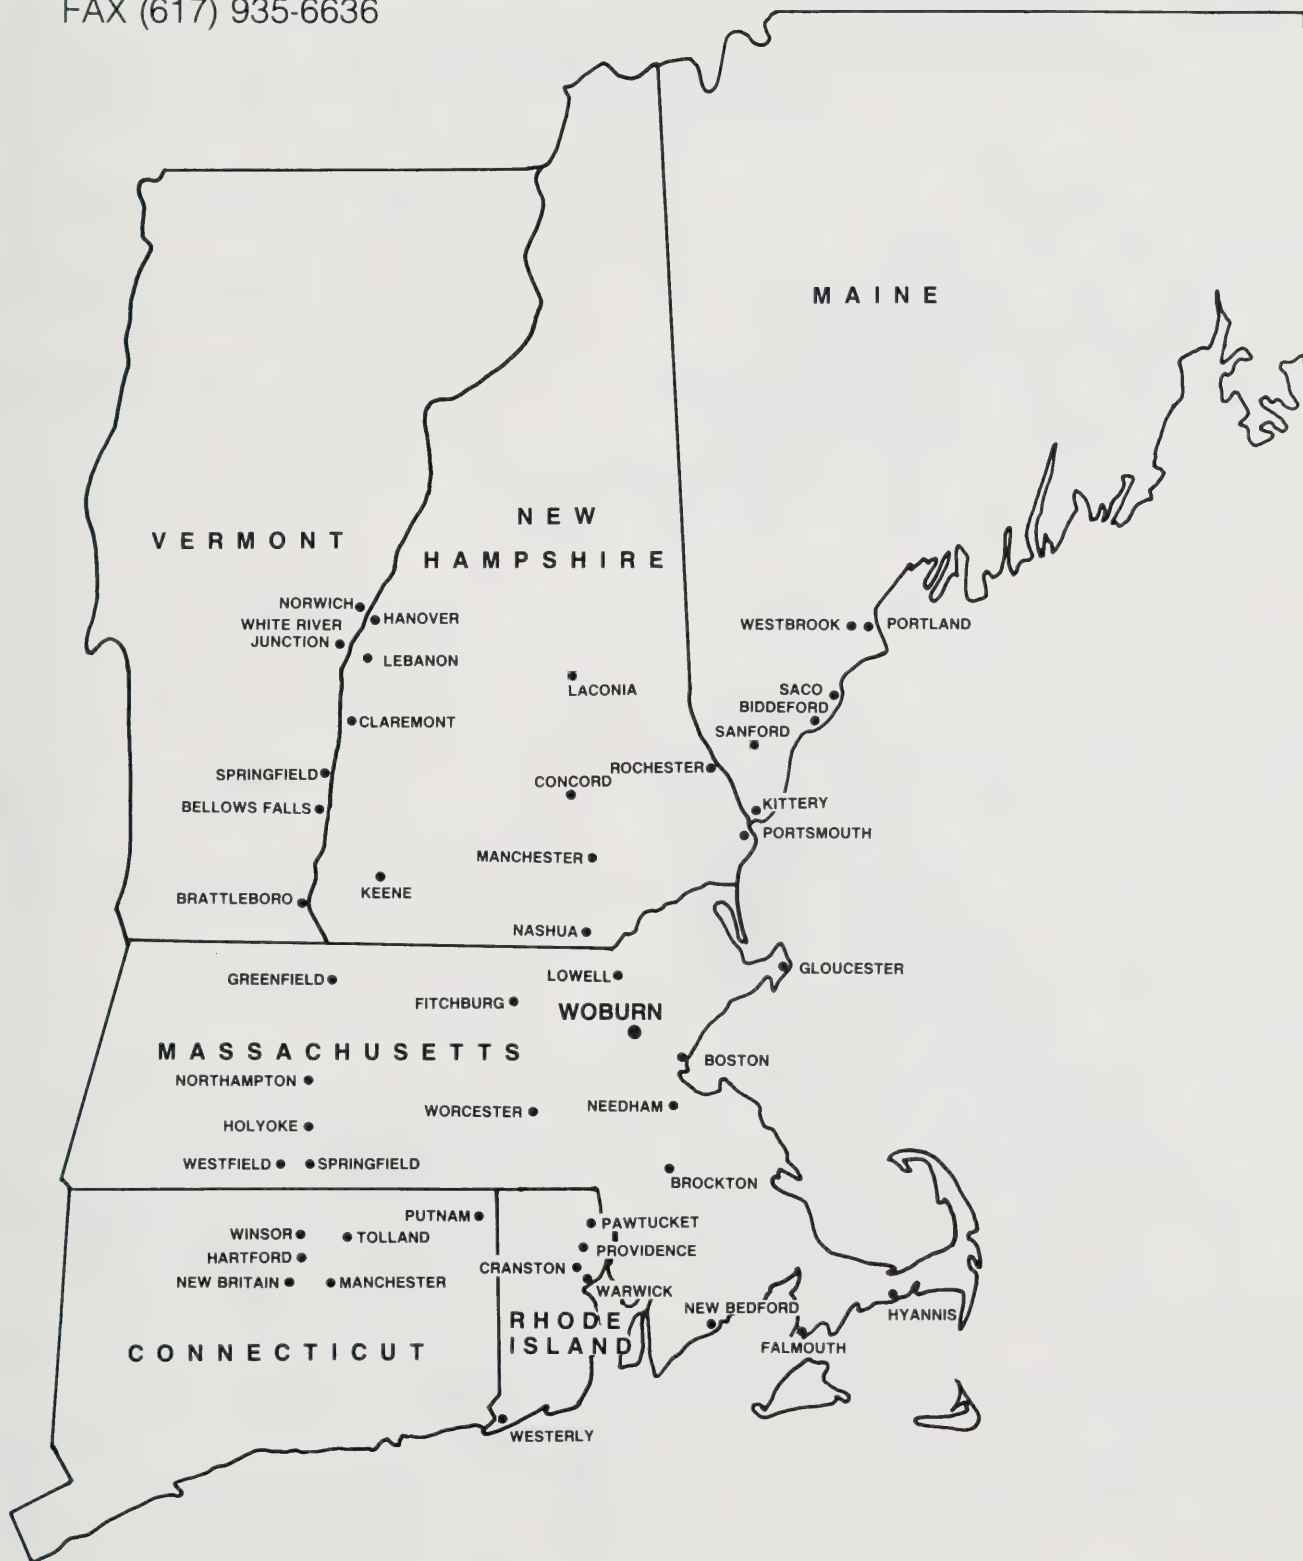 FAX (617) 935-6636
MAINE
NEW
HAMPSHIRE
VERMONT
NORWICH
HANOVER
WHITE RIVER
JUNCTION
LEBANON
WESTBROOK
PORTLAND
LACONIA
SACO
BIDDEFORD
SANFORD
CLAREMONT
SPRINGFIELD
ROCHESTER
CONCORD
BELLOWS FALLS
KITTERY
PORTSMOUTH
MANCHESTER
KEENE
BRATTLEBORO
NASHUA
GREENFIELD
LOWELL
GLOUCESTER
FITCHBURG
WOBURN
MASSACHUSETTS
BOSTON
NORTHAMPTON
WORCESTER
NEEDHAM
HOLYOKE
WESTFIELD
SPRINGFIELD
BROCKTON
PUTNAM
PAWTUCKET
WINSOR
TOLLAND
HARTFORD
PROVIDENCE
CRANSTON
NEW BRITAIN
MANCHESTER
WARWICK
RHODE
ISLAND
NEW BEDFORD
HYANNIS
FALMOUTH
CONNECTICUT
WESTERLY